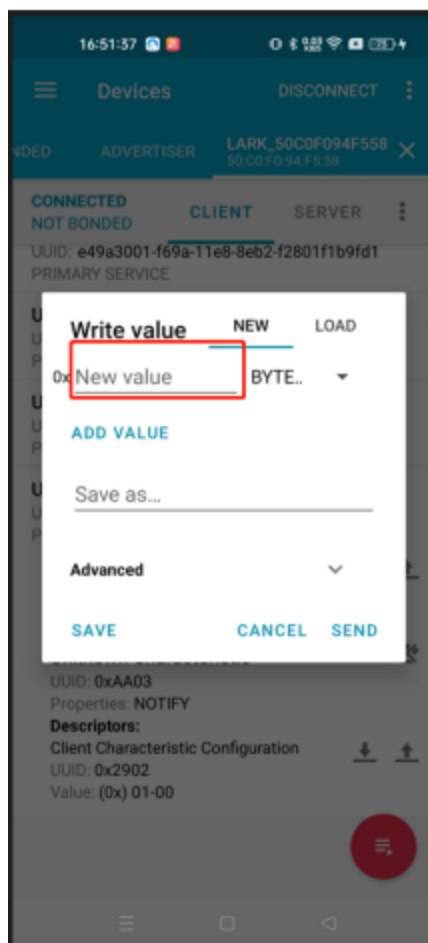 16:51:37
Devices
DISCONNECT
NDED
ADVERTISER
LARK_50C0F094F558
50:C0:F0:94:F5:58
CONNECTED
NOT BONDED
CLIENT
SERVER
UUID: e49a3001-f69a-11e8-8eb2-f2801f1b9fd1
PRIMARY SERVICE
Write value
NEW
LOAD
0x
New value
BYTE..
ADD VALUE
Save as...
Advanced
SAVE
CANCEL
SEND
UUID: 0xAA03
Properties: NOTIFY
Descriptors:
Client Characteristic Configuration
UUID: 0x2902
Value: (0x) 01-00